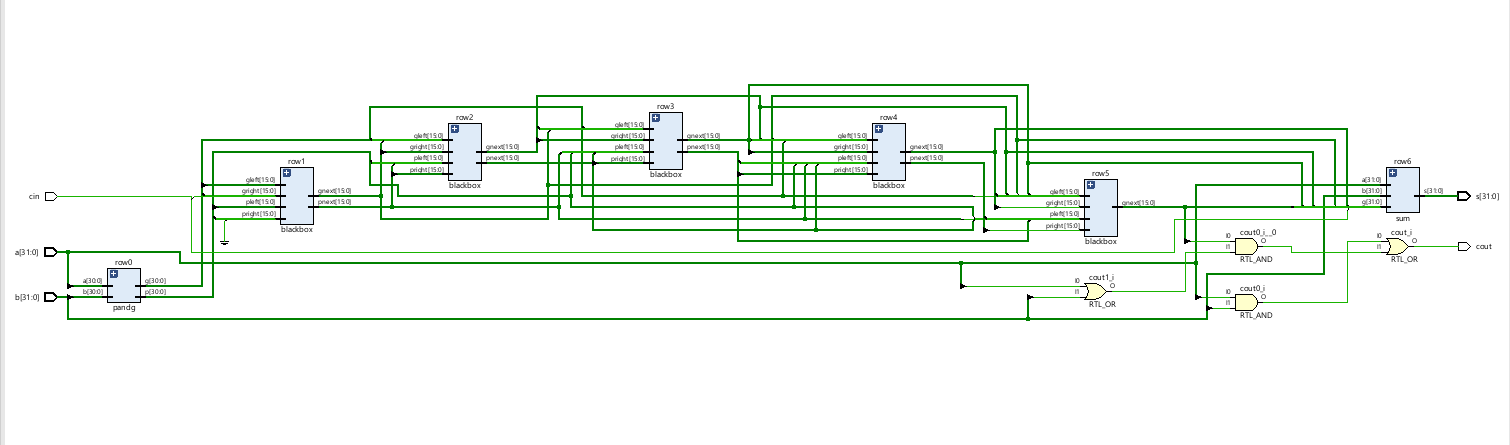 cin
a[31:0]
b[31:0]
row0
a[30:0]
b[30:0]
g[30:0]
p[30:0]
pandg
row1
gleft[15:0]
gright[15:0]
pleft[15:0]
pright[15:0]
gnext[15:0]
pnext[15:0]
blackbox
row2
gleft[15:0]
gright[15:0]
pleft[15:0]
pright[15:0]
gnext[15:0]
pnext[15:0]
blackbox
row3
gleft[15:0]
gright[15:0]
pleft[15:0]
pright[15:0]
gnext[15:0]
pnext[15:0]
blackbox
row4
gleft[15:0]
gright[15:0]
pleft[15:0]
pright[15:0]
gnext[15:0]
pnext[15:0]
blackbox
row5
gleft[15:0]
gright[15:0]
pleft[15:0]
pright[15:0]
gnext[15:0]
blackbox
cout1_i
I0
I1
O
RTL_OR
cout0_i__0
I0
I1
O
RTL_AND
cout0_i
I0
I1
O
RTL_AND
row6
a[31:0]
b[31:0]
g[31:0]
s[31:0]
sum
cout_i
I0
I1
O
RTL_OR
s[31:0]
cout